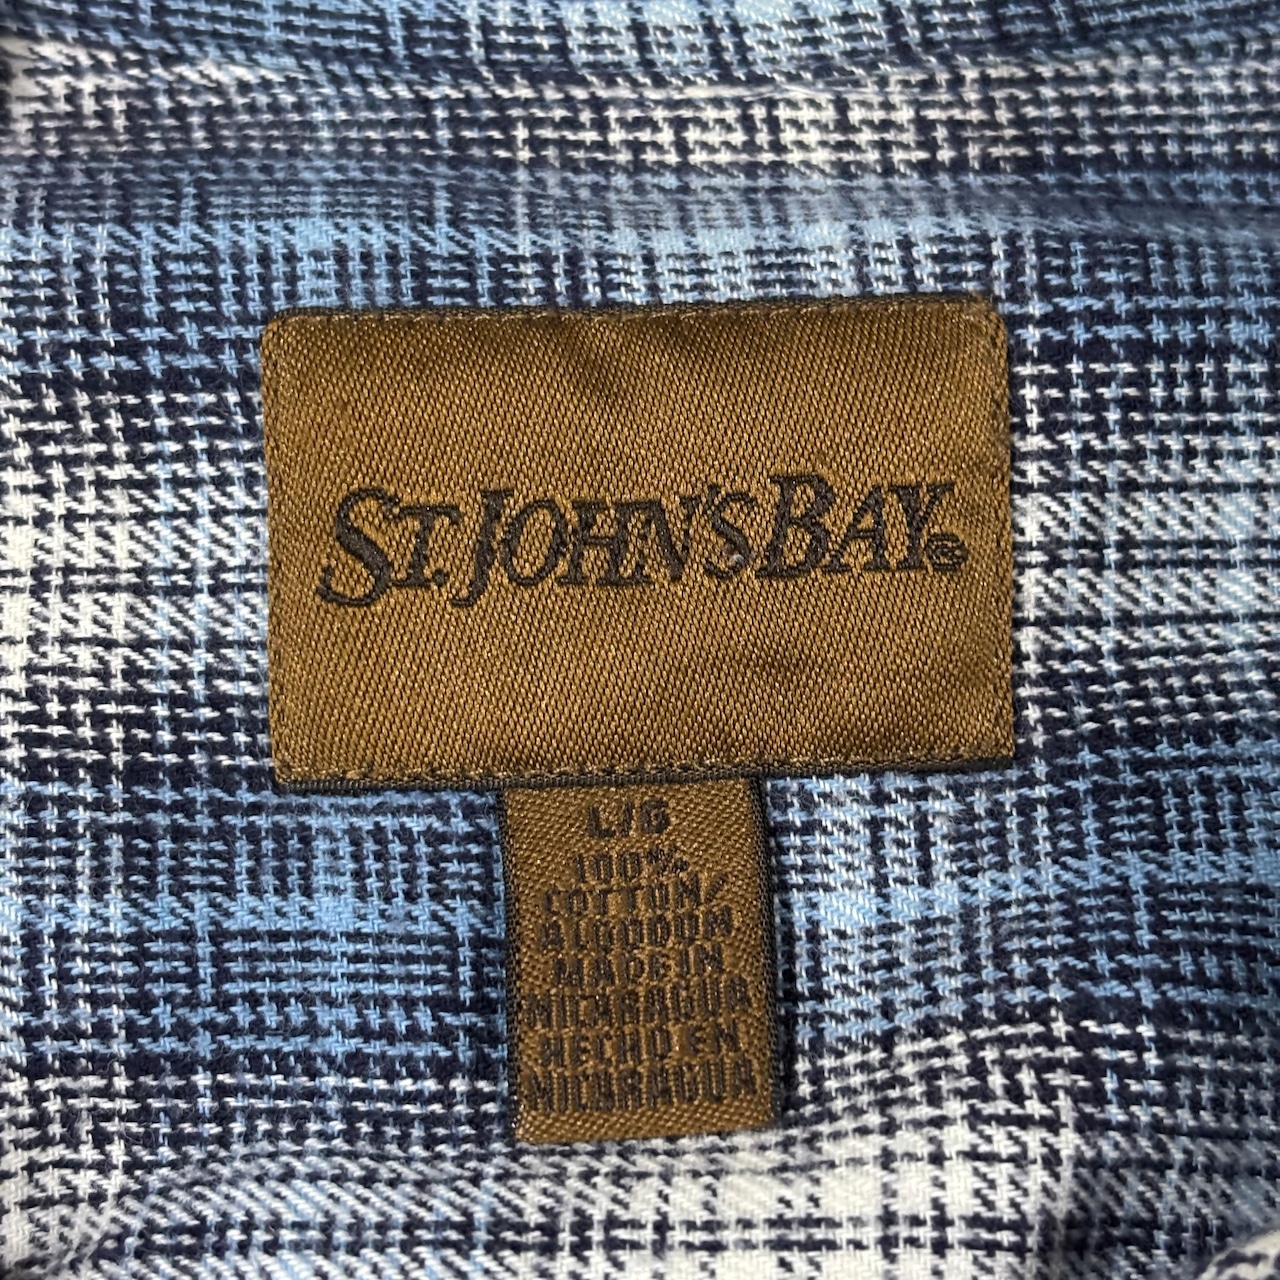 ST. JOHN'S BAY®
L/G
100%
COTTON/
ALGODON
MADE IN
NICARAGUA
HECHO EN
NICARAGUA